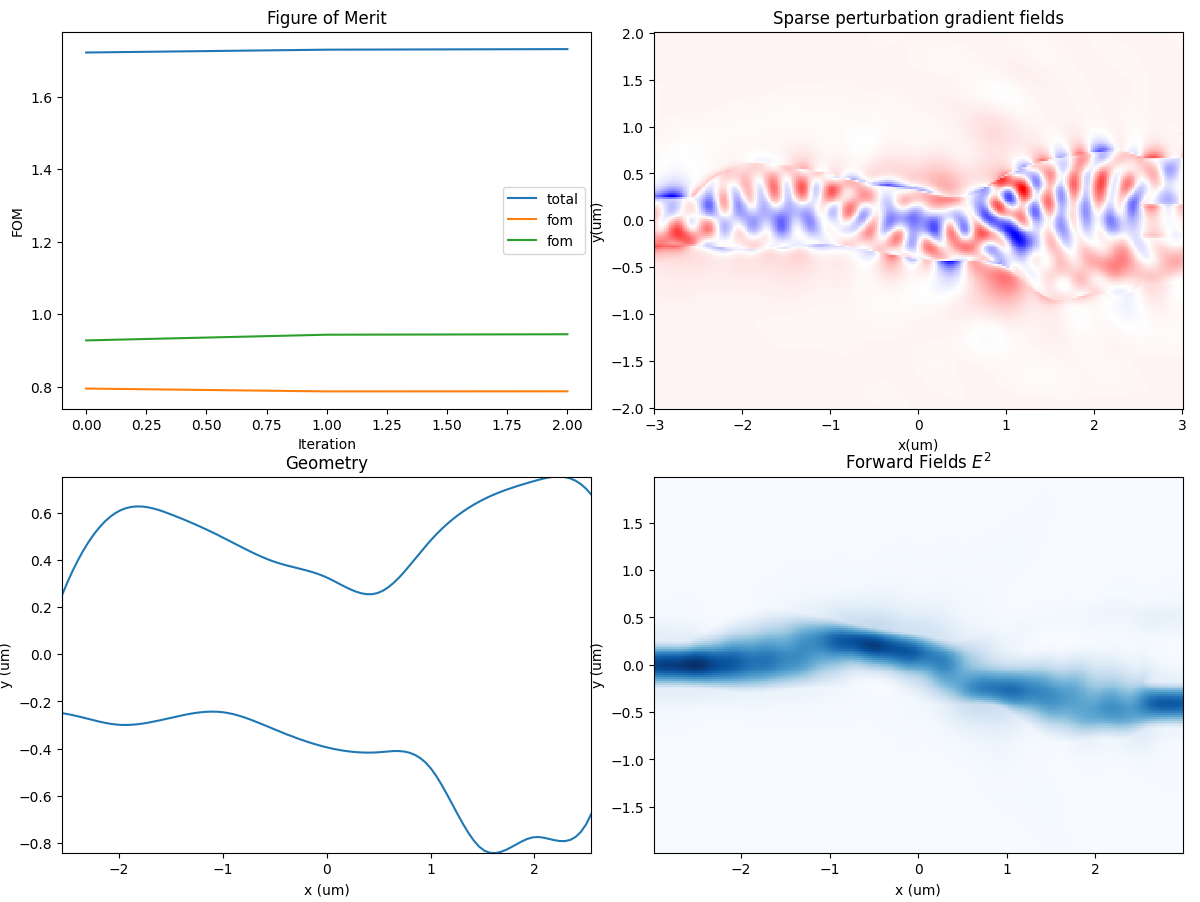 Figure of Merit
FOM
1.6
1.4
1.2
1.0
0.8
total
fom
fom
0.00 0.25 0.50 0.75 1.00 1.25 1.50 1.75 2.00
Iteration
Sparse perturbation gradient fields
y(um)
2.0
1.5
1.0
0.5
0.0
−0.5
−1.0
−1.5
−2.0
−3 −2 −1 0 1 2 3
x(um)
Geometry
y (um)
0.6
0.4
0.2
0.0
−0.2
−0.4
−0.6
−0.8
−2 −1 0 1 2
x (um)
Forward Fields E²
y (um)
1.5
1.0
0.5
0.0
−0.5
−1.0
−1.5
−2 −1 0 1 2
x (um)